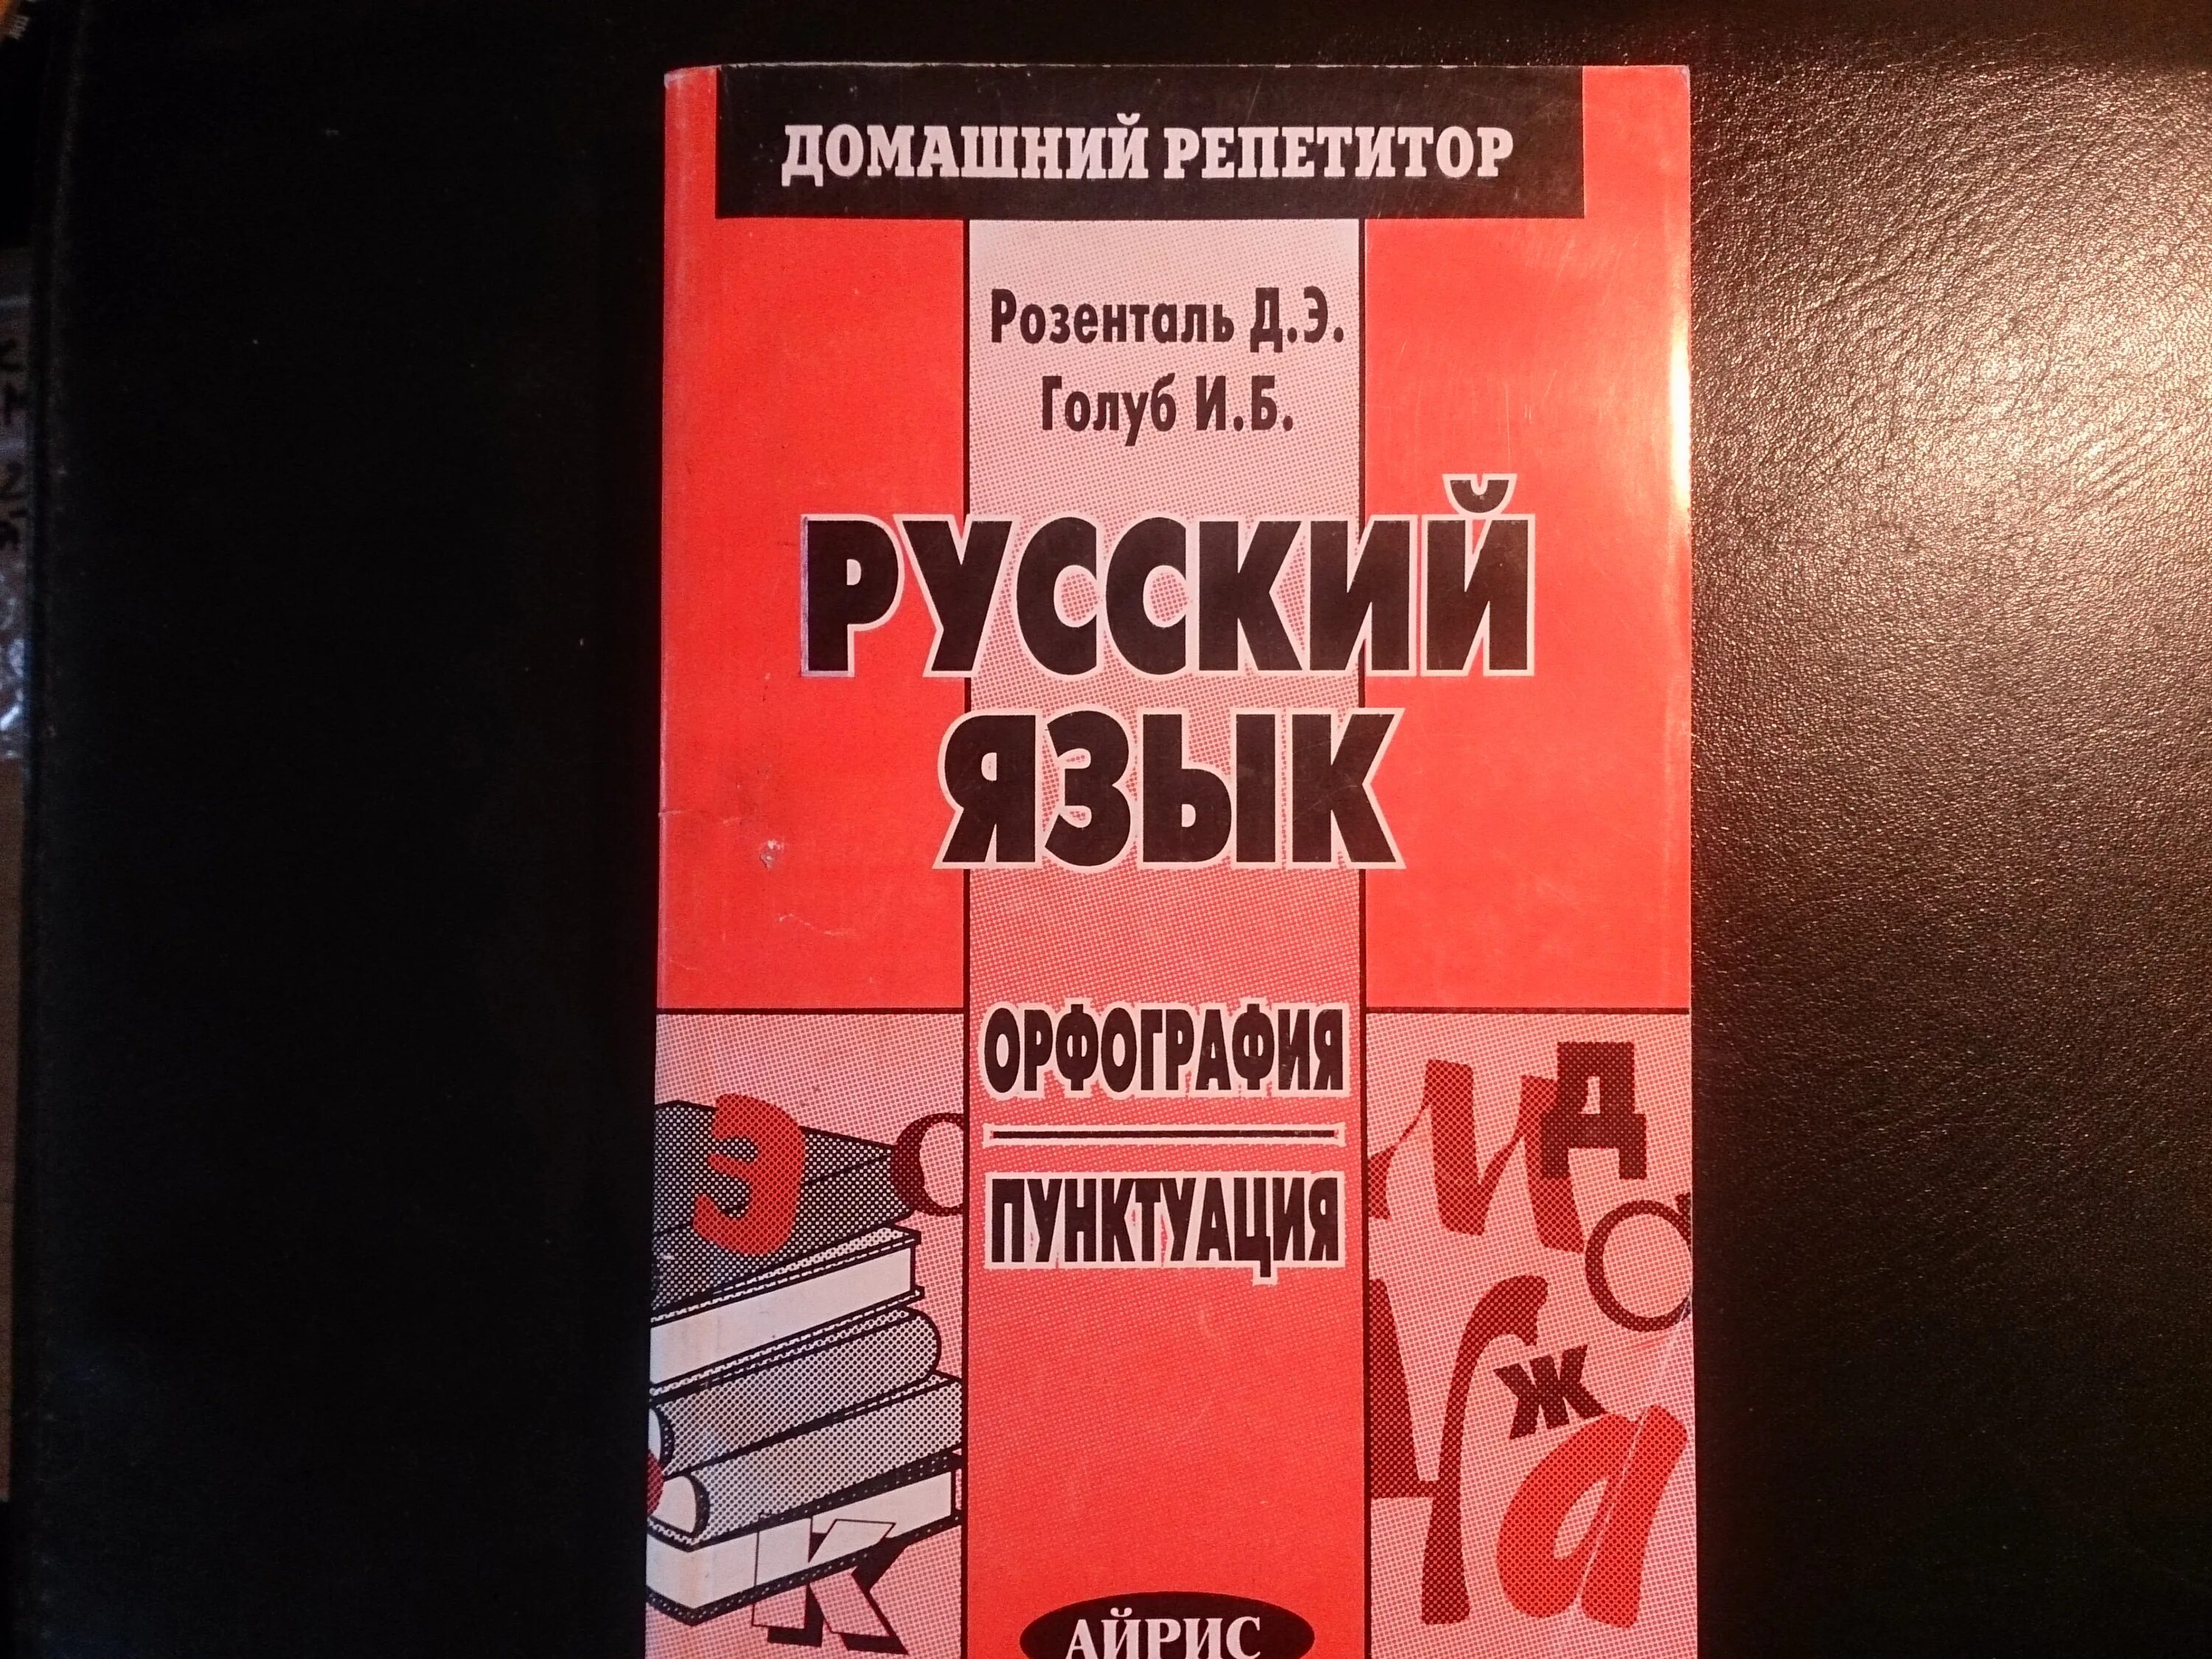 ДОМАШНИЙ РЕПЕТИТОР
Розенталь Д.Э.
Голуб И.Б.
РУССКИЙ
ЯЗЫК
ОРФОГРАФИЯ
ПУНКТУАЦИЯ
Э
С
К
И
Д
а
Ч
Ж
а
АЙРИС